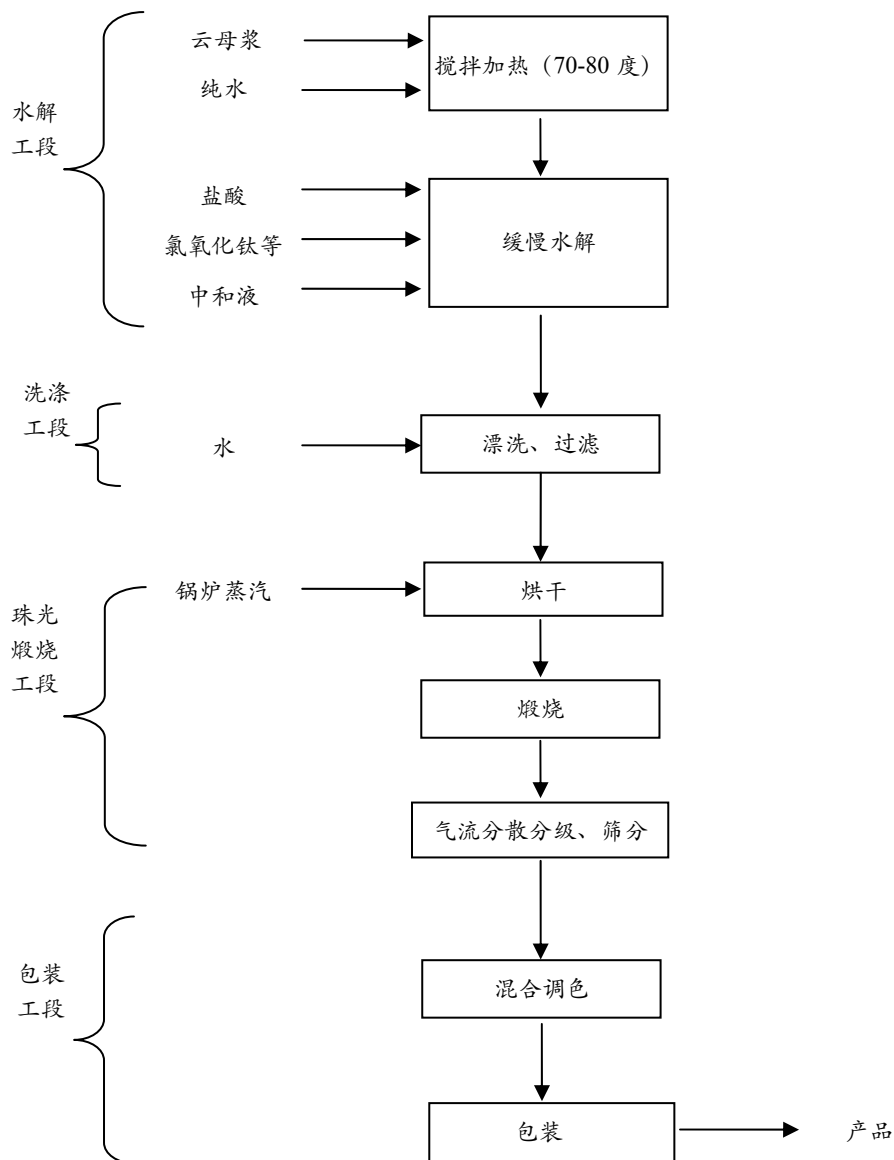 云母浆
搅拌加热（70-80 度）
纯水
水解
工段
盐酸
氯氧化钛等
缓慢水解
中和液
洗涤
工段
水
漂洗、过滤
锅炉蒸汽
烘干
珠光
煅烧
工段
煅烧
气流分散分级、筛分
包装
工段
混合调色
包装
产品